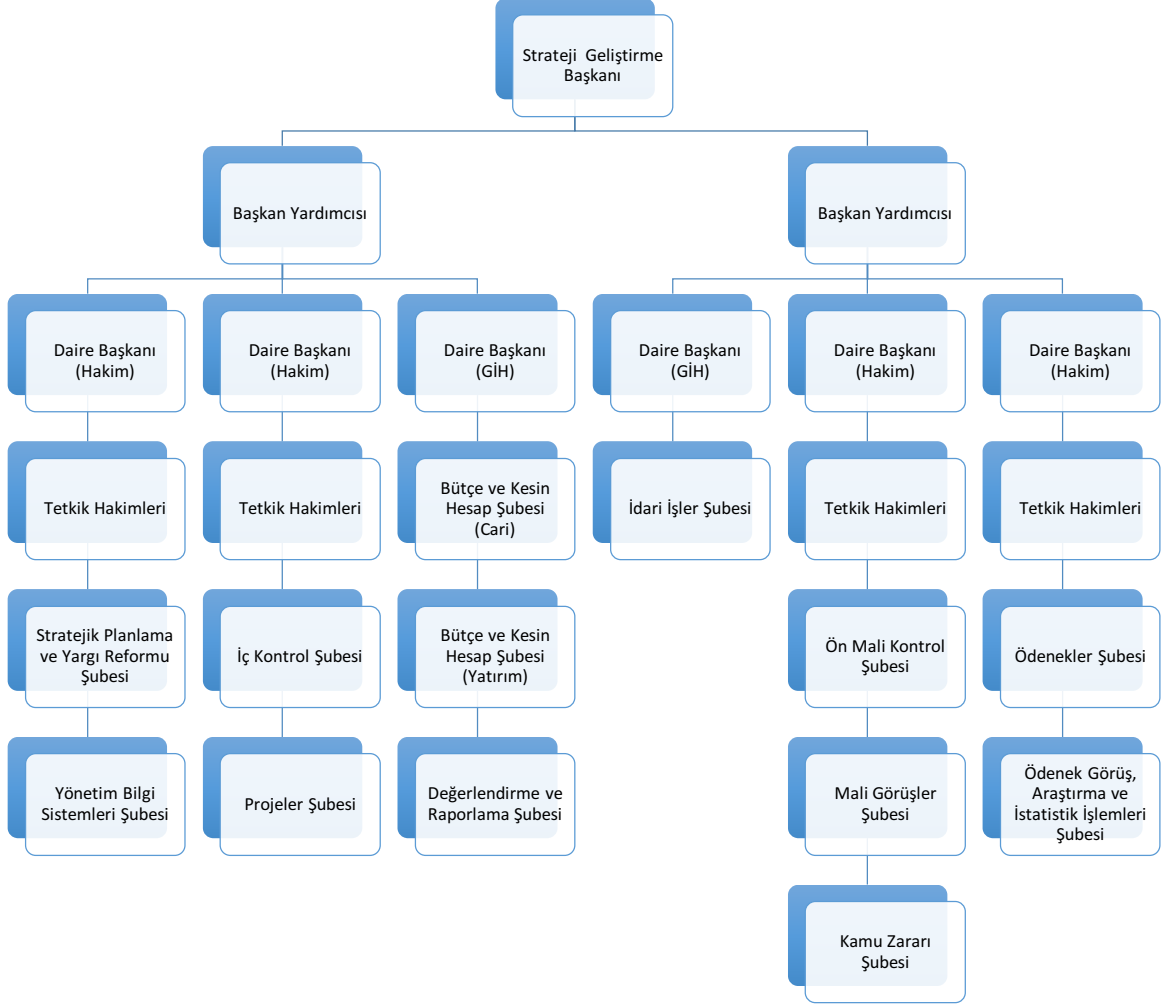 Strateji Geliştirme
Başkanı
Başkan Yardımcısı
Başkan Yardımcısı
Daire Başkanı
(Hakim)
Daire Başkanı
(Hakim)
Daire Başkanı
(GİH)
Daire Başkanı
(GİH)
Daire Başkanı
(Hakim)
Daire Başkanı
(Hakim)
Tetkik Hakimleri
Tetkik Hakimleri
Bütçe ve Kesin
Hesap Şubesi
(Cari)
İdari İşler Şubesi
Tetkik Hakimleri
Tetkik Hakimleri
Stratejik Planlama
ve Yargı Reformu
Şubesi
İç Kontrol Şubesi
Bütçe ve Kesin
Hesap Şubesi
(Yatırım)
Ön Mali Kontrol
Şubesi
Ödenekler Şubesi
Yönetim Bilgi
Sistemleri Şubesi
Projeler Şubesi
Değerlendirme ve
Raporlama Şubesi
Mali Görüşler
Şubesi
Ödenek Görüş,
Araştırma ve
İstatistik İşlemleri
Şubesi
Kamu Zararı
Şubesi